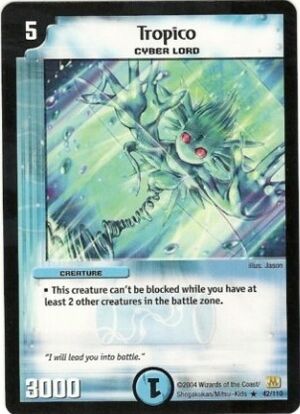 5
Tropico
CYBER LORD
Illus. Jason
CREATURE
▪ This creature can't be blocked while you have at
least 2 other creatures in the battle zone.
"I will lead you into battle."
3000
1
©2004 Wizards of the Coast/
Shogakukan/Mitsui-Kids ★ 42/110